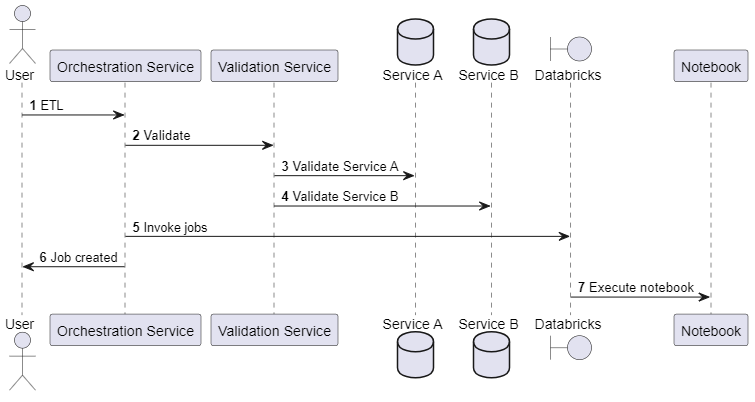 User
Orchestration Service
Validation Service
Service A
Service B
Databricks
Notebook
1 ETL
2 Validate
3 Validate Service A
4 Validate Service B
5 Invoke jobs
6 Job created
7 Execute notebook
User
Orchestration Service
Validation Service
Service A
Service B
Databricks
Notebook